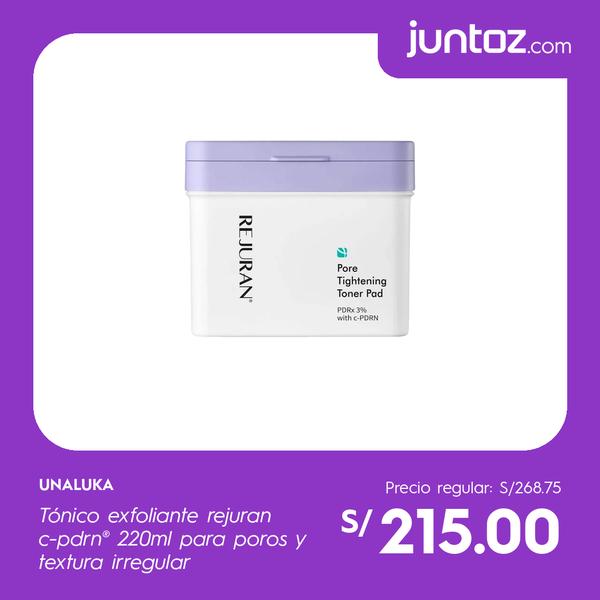 juntoz.com
REJURAN®
Pore
Tightening
Toner Pad
PDRx 3%
with c-PDRN
UNALUKA
Tónico exfoliante rejuran
c-pdrn® 220ml para poros y
textura irregular
Precio regular: S/268.75
S/ 215.00